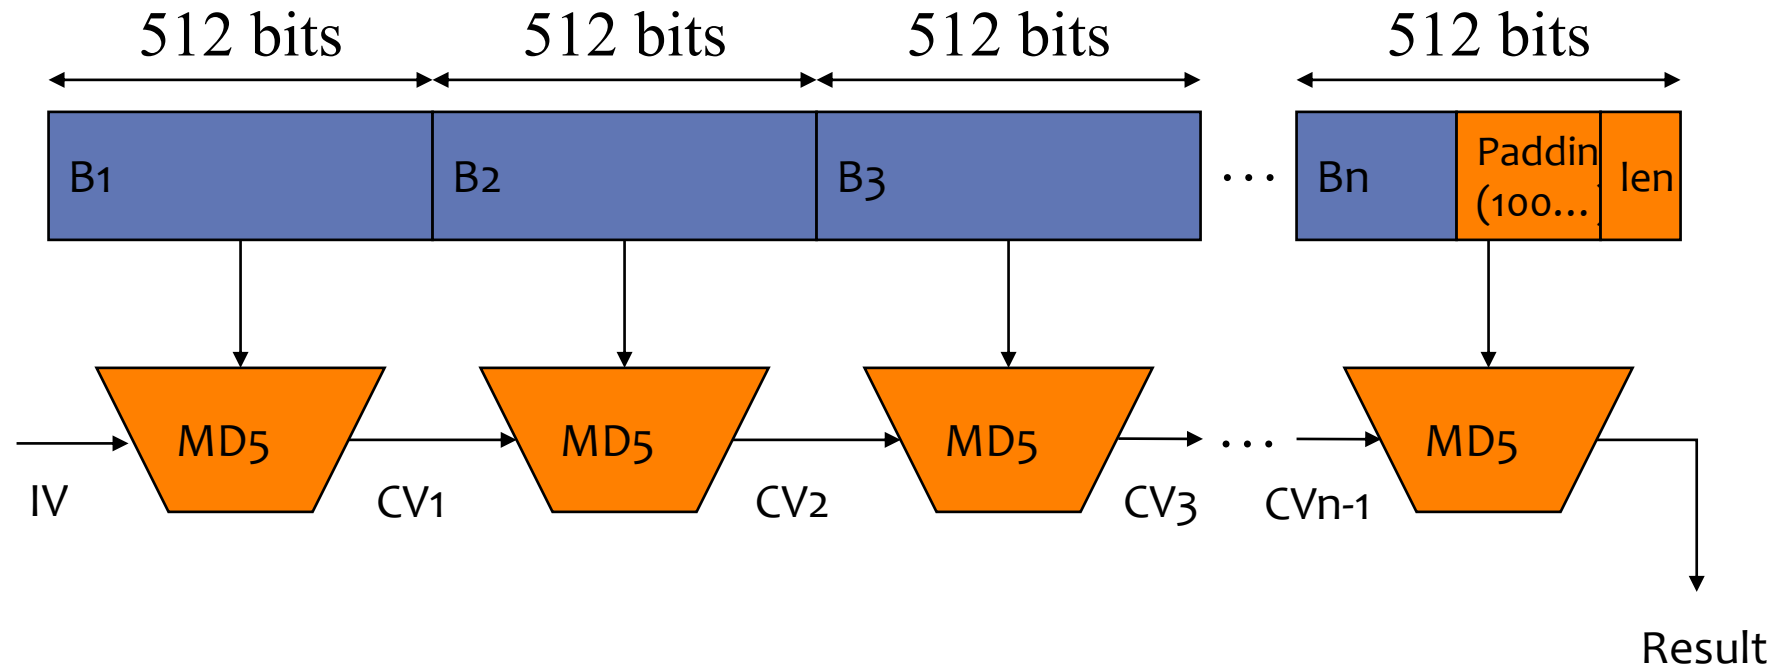 512 bits 512 bits 512 bits 512 bits
B1 B2 B3 ... Bn Paddin len
(100...
MD5 MD5 MD5 ... MD5
IV CV1 CV2 CV3 CVn-1
Result